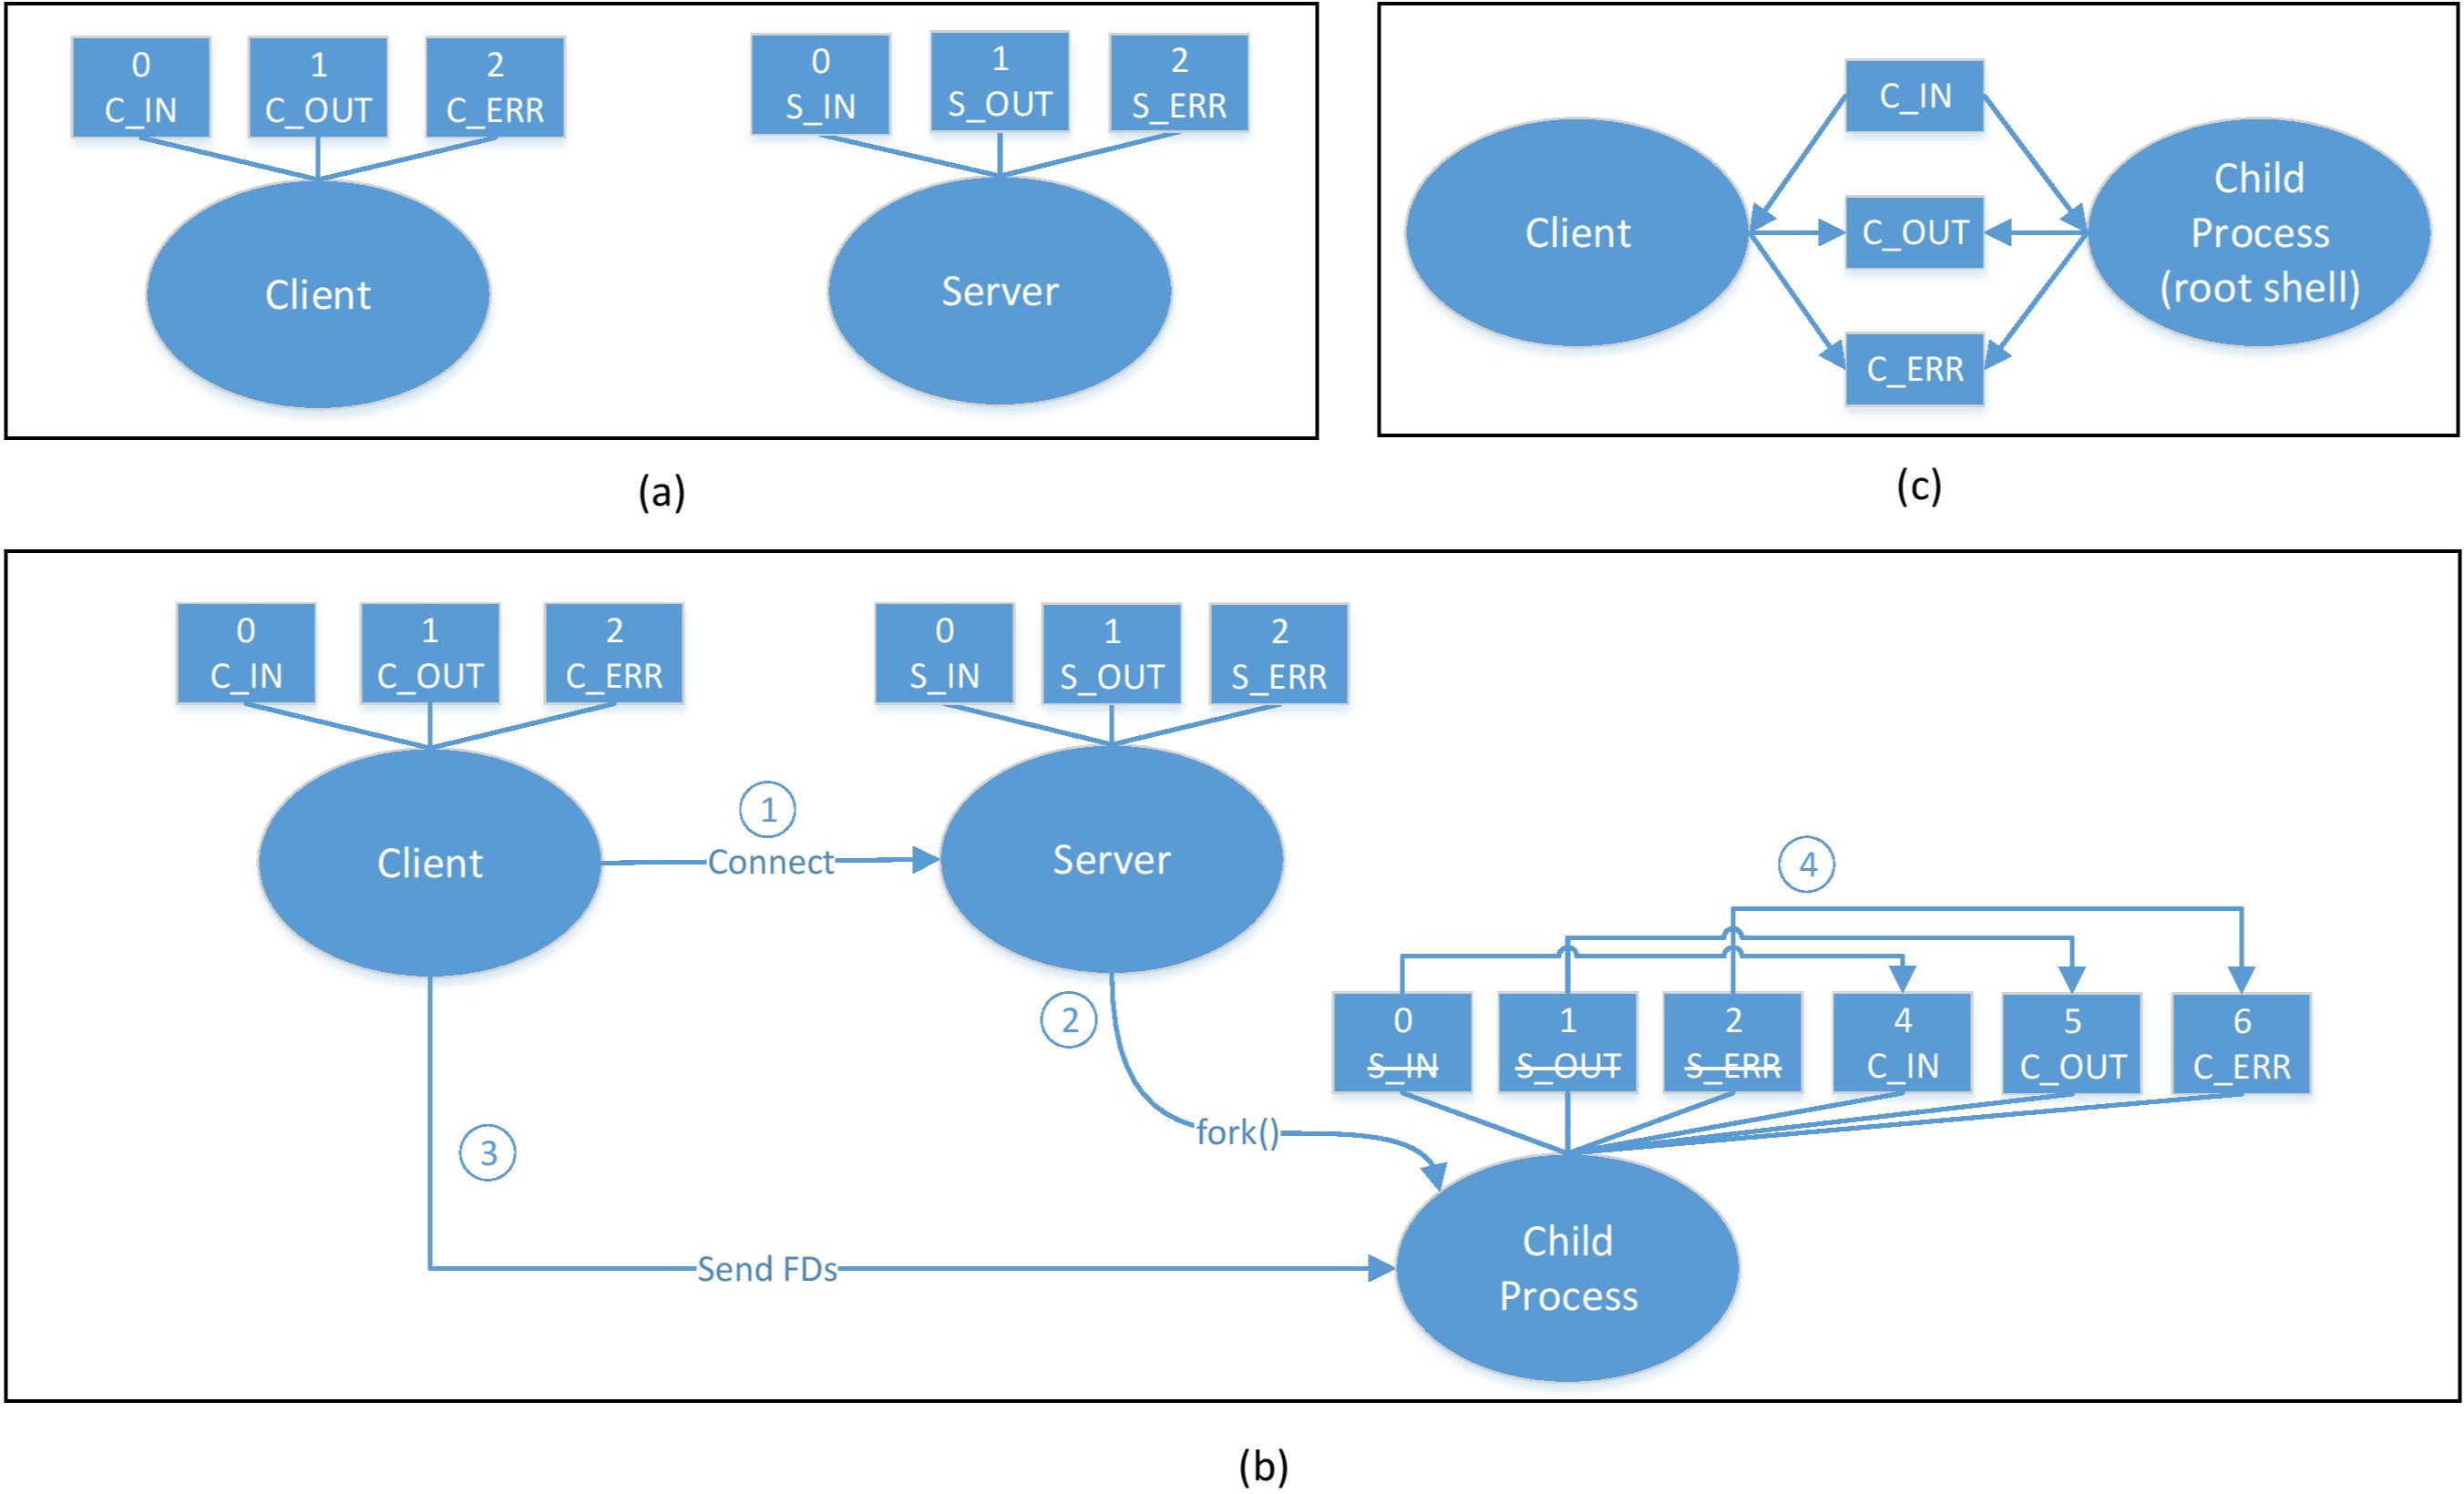 0
C_IN
1
C_OUT
2
C_ERR
Client
0
S_IN
1
S_OUT
2
S_ERR
Server
(a)
C_IN
Client
C_OUT
Child
Process
(root shell)
C_ERR
(c)
0
C_IN
1
C_OUT
2
C_ERR
Client
0
S_IN
1
S_OUT
2
S_ERR
Server
1
Connect
2
fork()
3
Send FDs
4
0
S_IN
1
S_OUT
2
S_ERR
4
C_IN
5
C_OUT
6
C_ERR
Child
Process
(b)